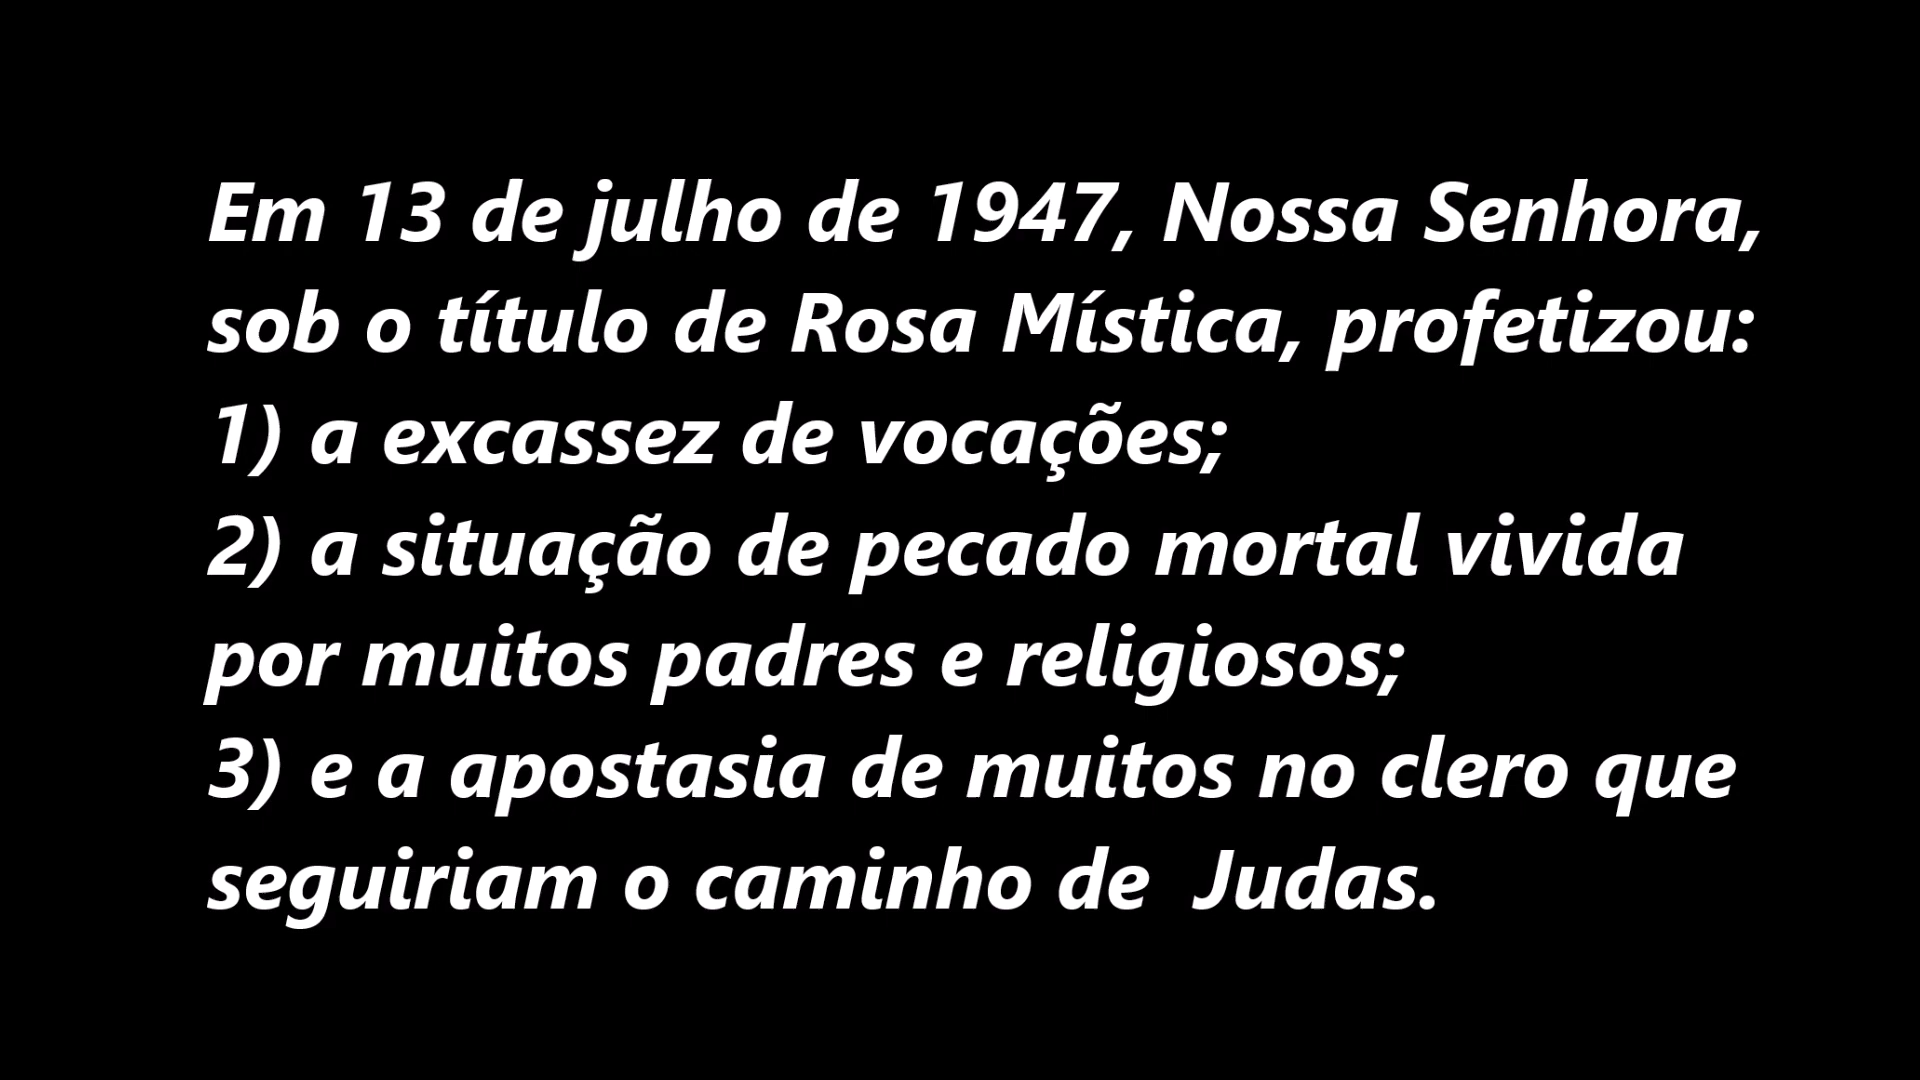 Em 13 de julho de 1947, Nossa Senhora,
sob o título de Rosa Mística, profetizou:
1) a excassez de vocações;
2) a situação de pecado mortal vivida
por muitos padres e religiosos;
3) e a apostasia de muitos no clero que
seguiriam o caminho de  Judas.